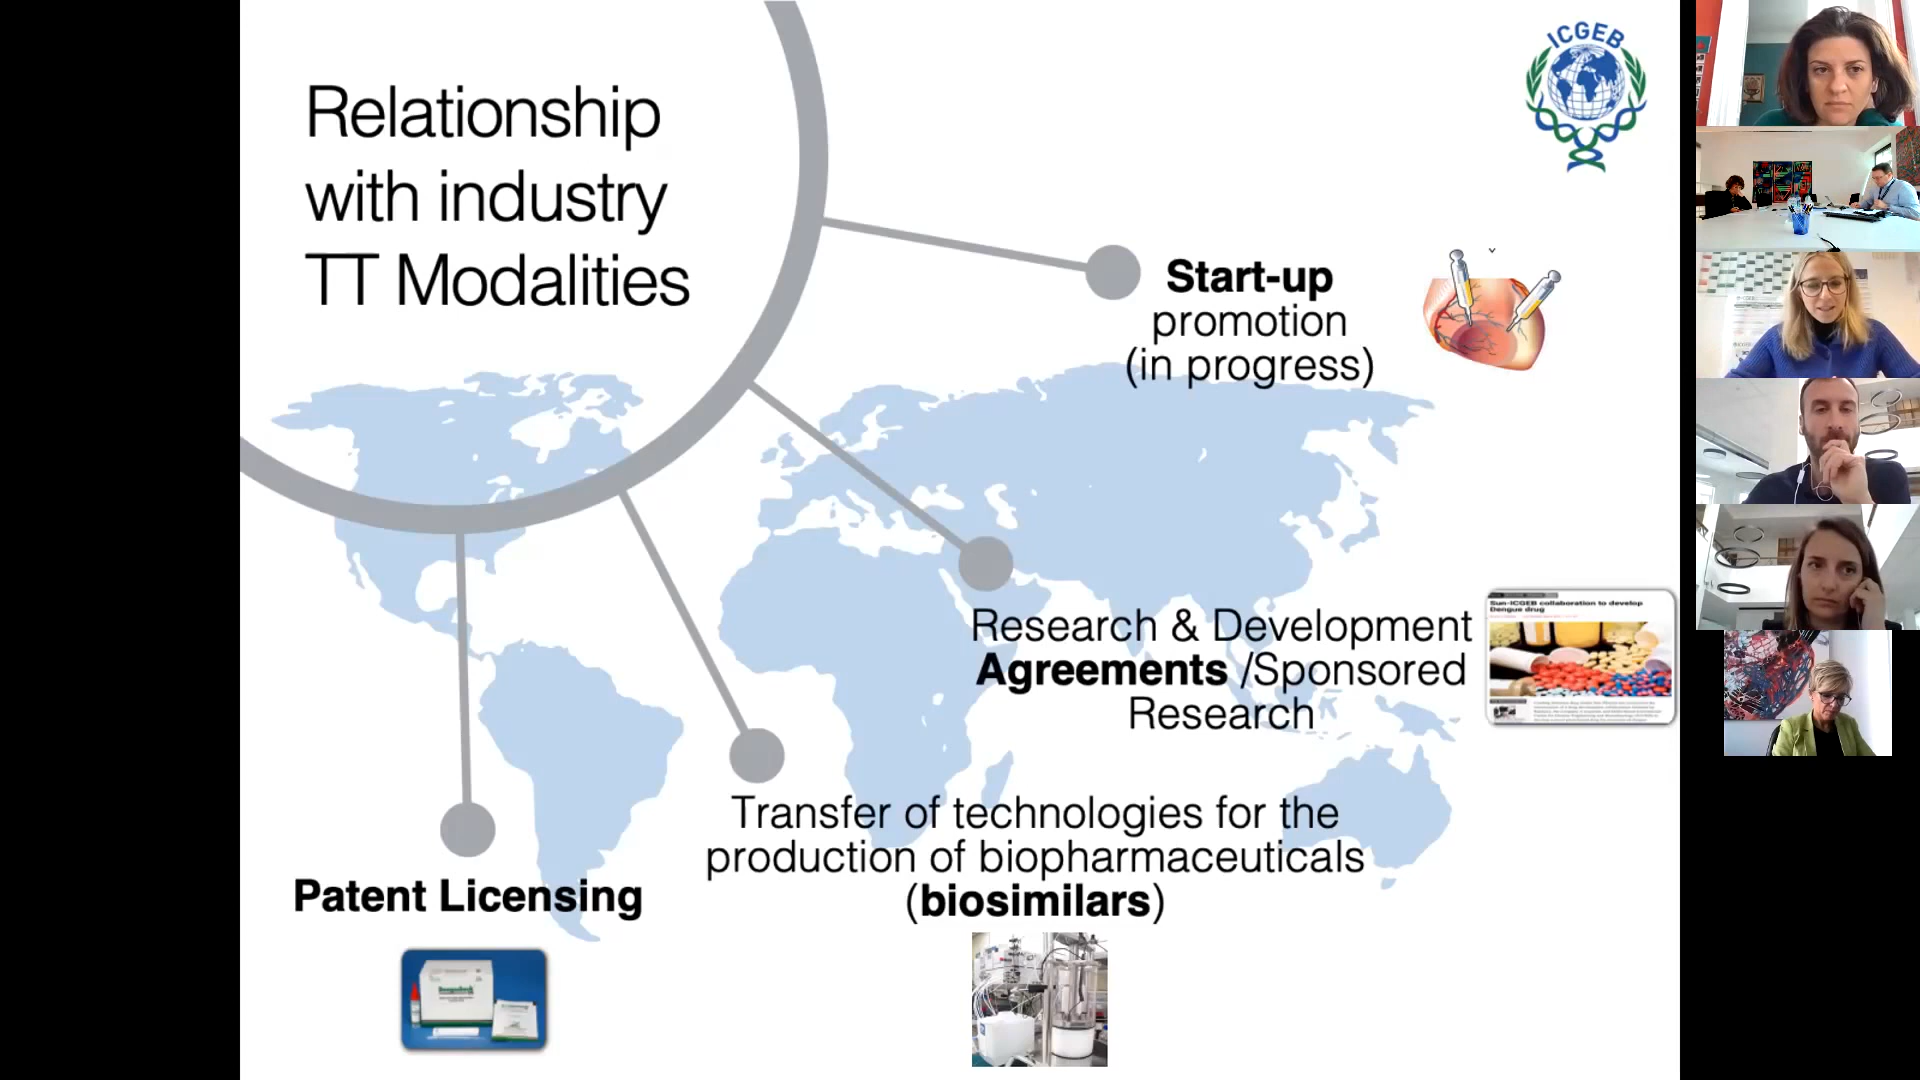 Relationship
with industry
TT Modalities
ICGEB
Start-up
promotion
(in progress)
Research & Development
Agreements /Sponsored
Research
Sun-ICGEB collaboration to develop
Dengue drug
Transfer of technologies for the
production of biopharmaceuticals
(biosimilars)
Patent Licensing